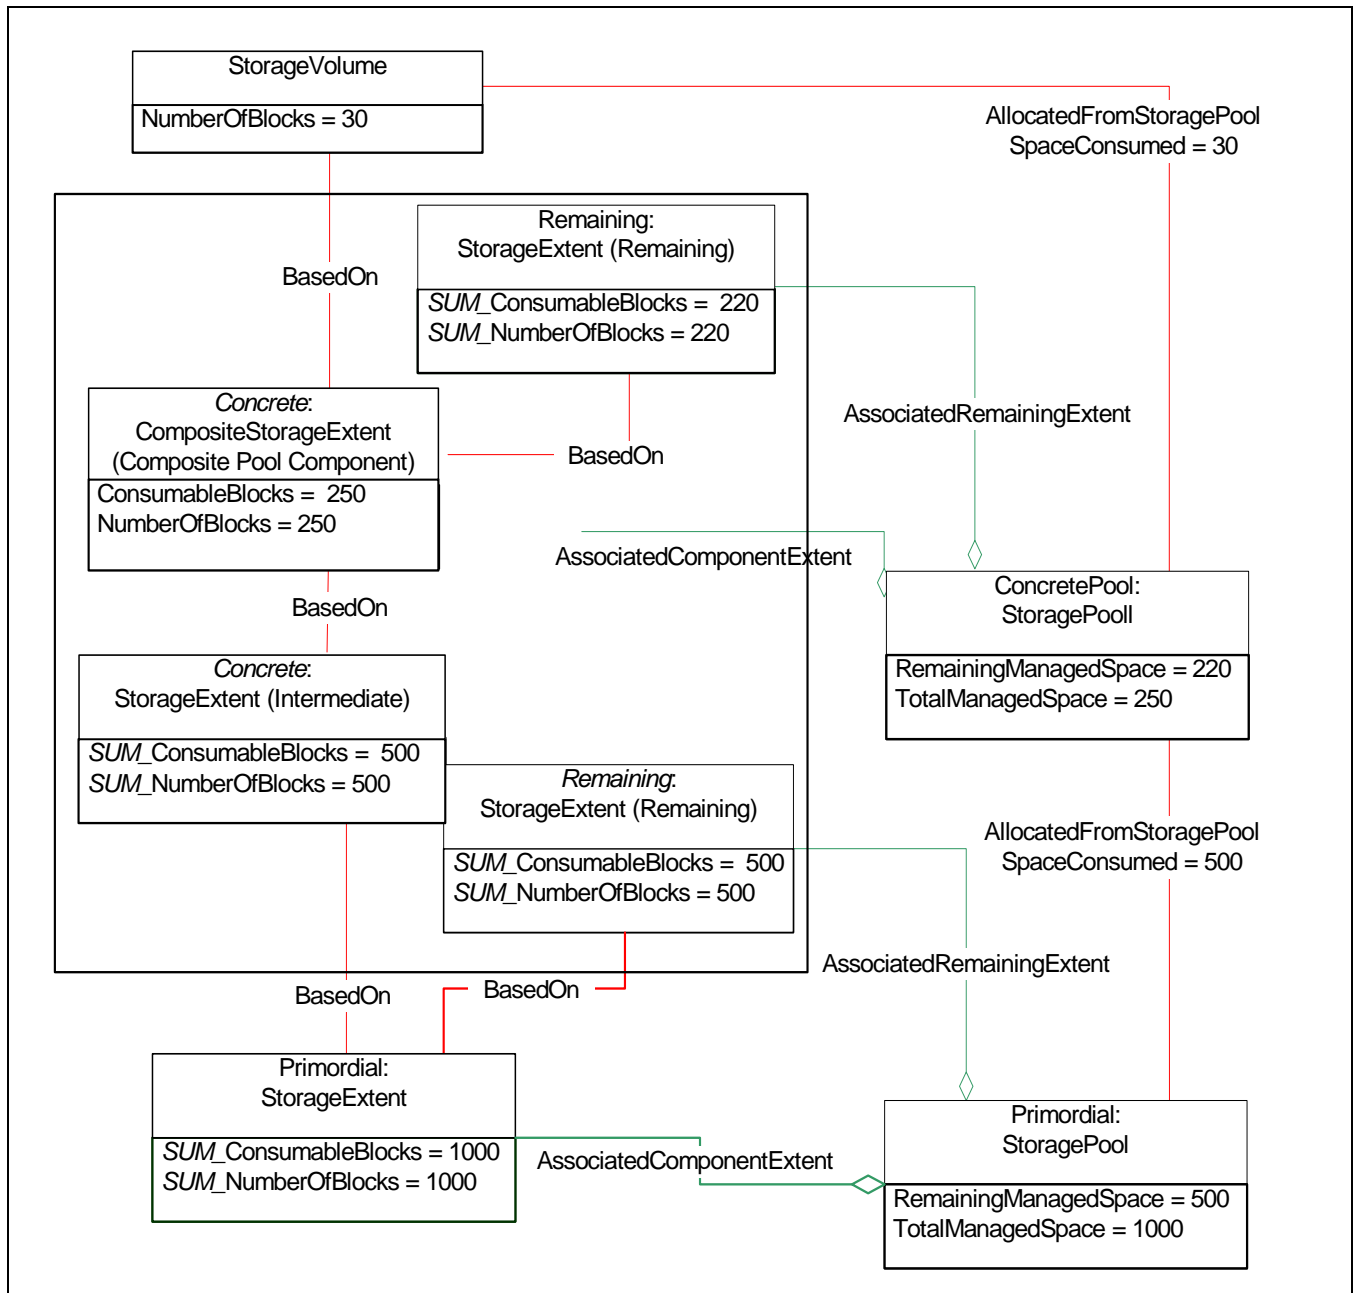 StorageVolume
NumberOfBlocks = 30
AllocatedFromStoragePool
SpaceConsumed = 30
Remaining:
StorageExtent (Remaining)
SUM_ConsumableBlocks =  220
SUM_NumberOfBlocks = 220
BasedOn
Concrete:
CompositeStorageExtent
(Composite Pool Component)
ConsumableBlocks =  250
NumberOfBlocks = 250
BasedOn
AssociatedRemainingExtent
AssociatedComponentExtent
ConcretePool:
StoragePooll
RemainingManagedSpace = 220
TotalManagedSpace = 250
BasedOn
Concrete:
StorageExtent (Intermediate)
SUM_ConsumableBlocks =  500
SUM_NumberOfBlocks = 500
Remaining:
StorageExtent (Remaining)
SUM_ConsumableBlocks =  500
SUM_NumberOfBlocks = 500
AllocatedFromStoragePool
SpaceConsumed = 500
AssociatedRemainingExtent
BasedOn
BasedOn
Primordial:
StorageExtent
SUM_ConsumableBlocks = 1000
SUM_NumberOfBlocks = 1000
AssociatedComponentExtent
Primordial:
StoragePool
RemainingManagedSpace = 500
TotalManagedSpace = 1000